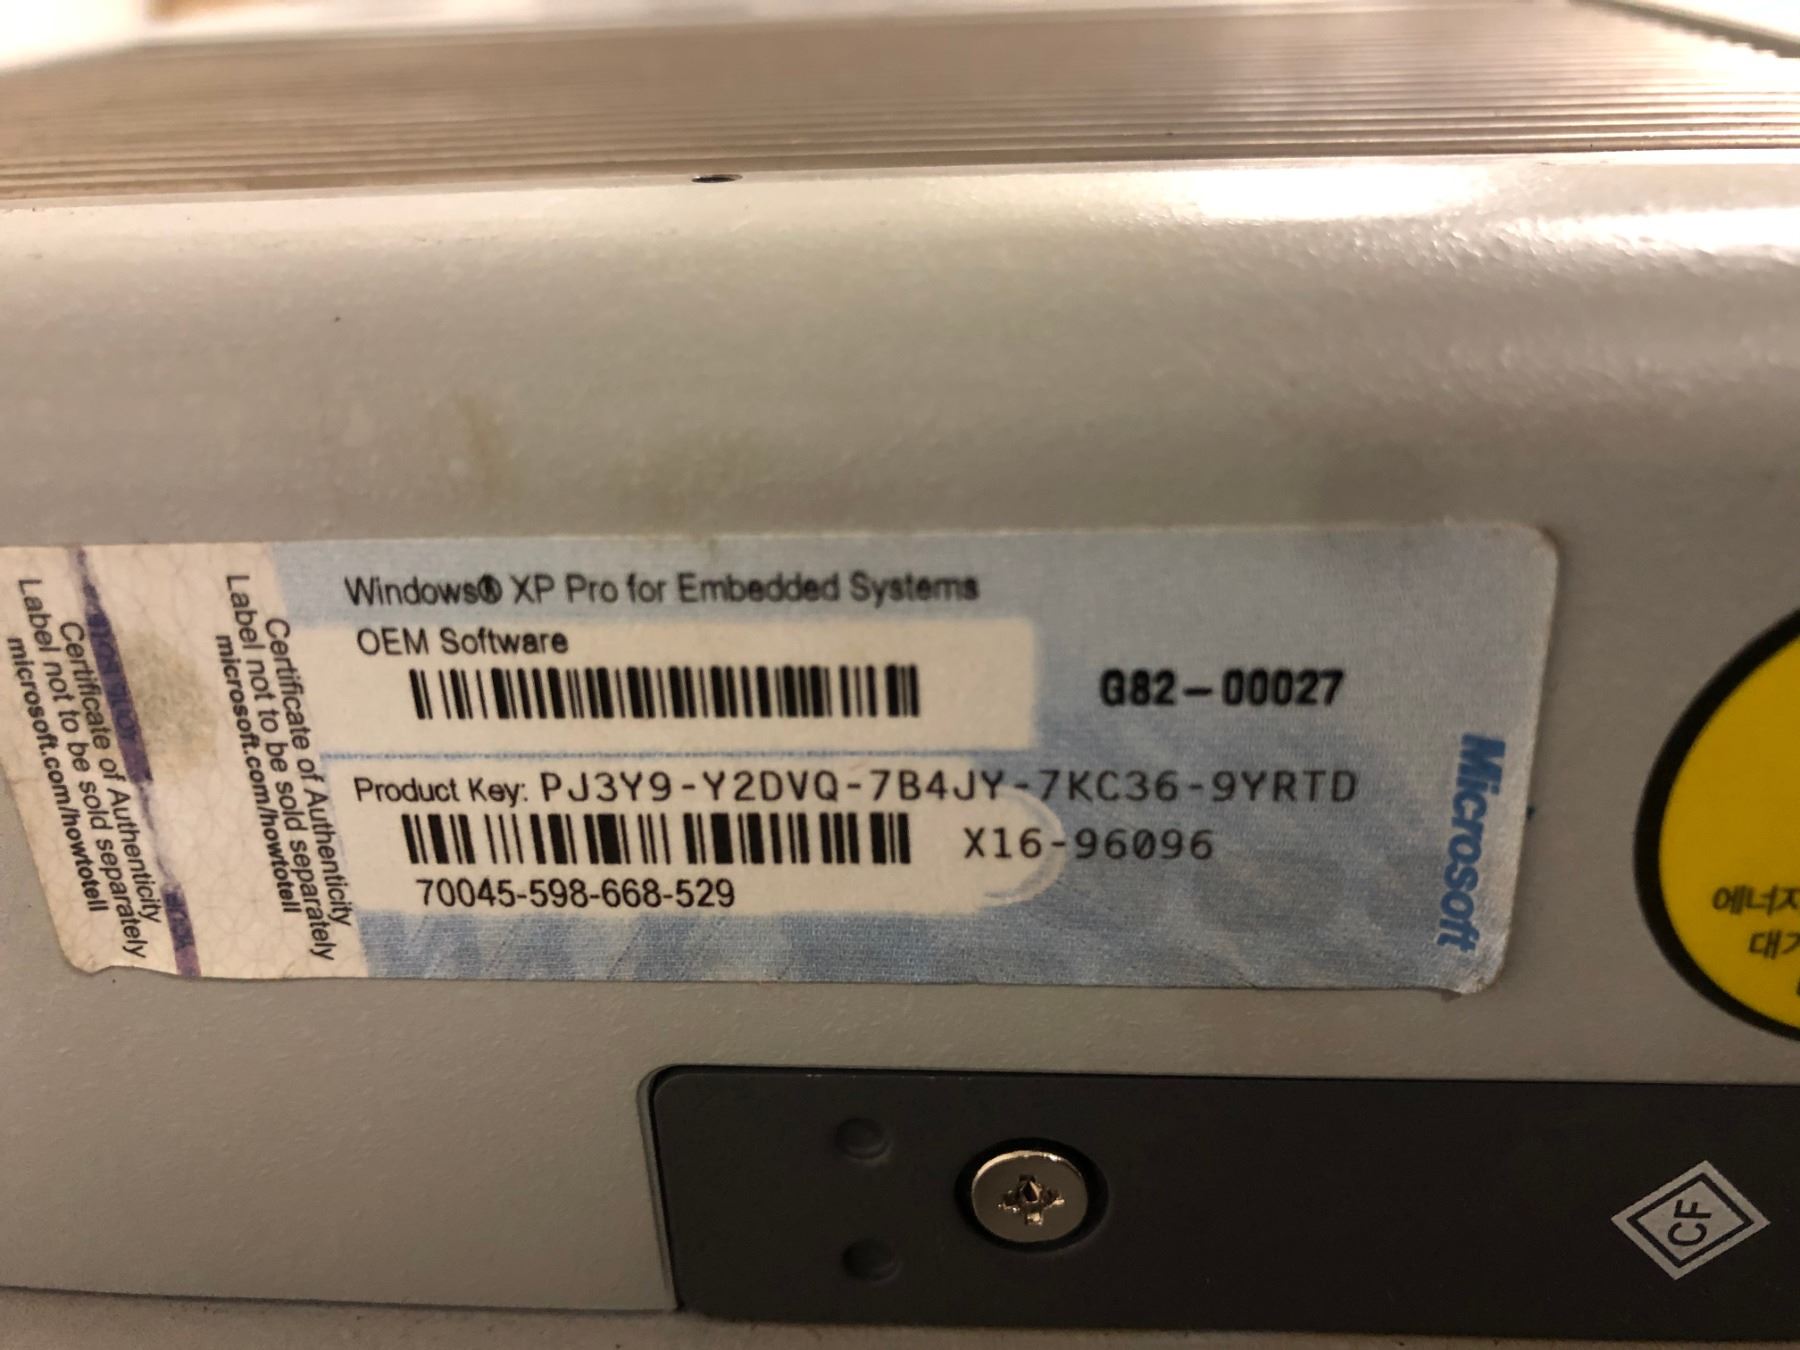 Windows® XP Pro for Embedded Systems
OEM Software
G82-00027
Product Key: PJ3Y9-Y2DVQ-7B4JY-7KC36-9YRTD
X16-96096
70045-598-668-529
Microsoft
Certificate of Authenticity
Label not to be sold separately
microsoft.com/howtotell
Certificate of Authenticity
Label not to be sold separately
microsoft.com/howtotell
대기
CF